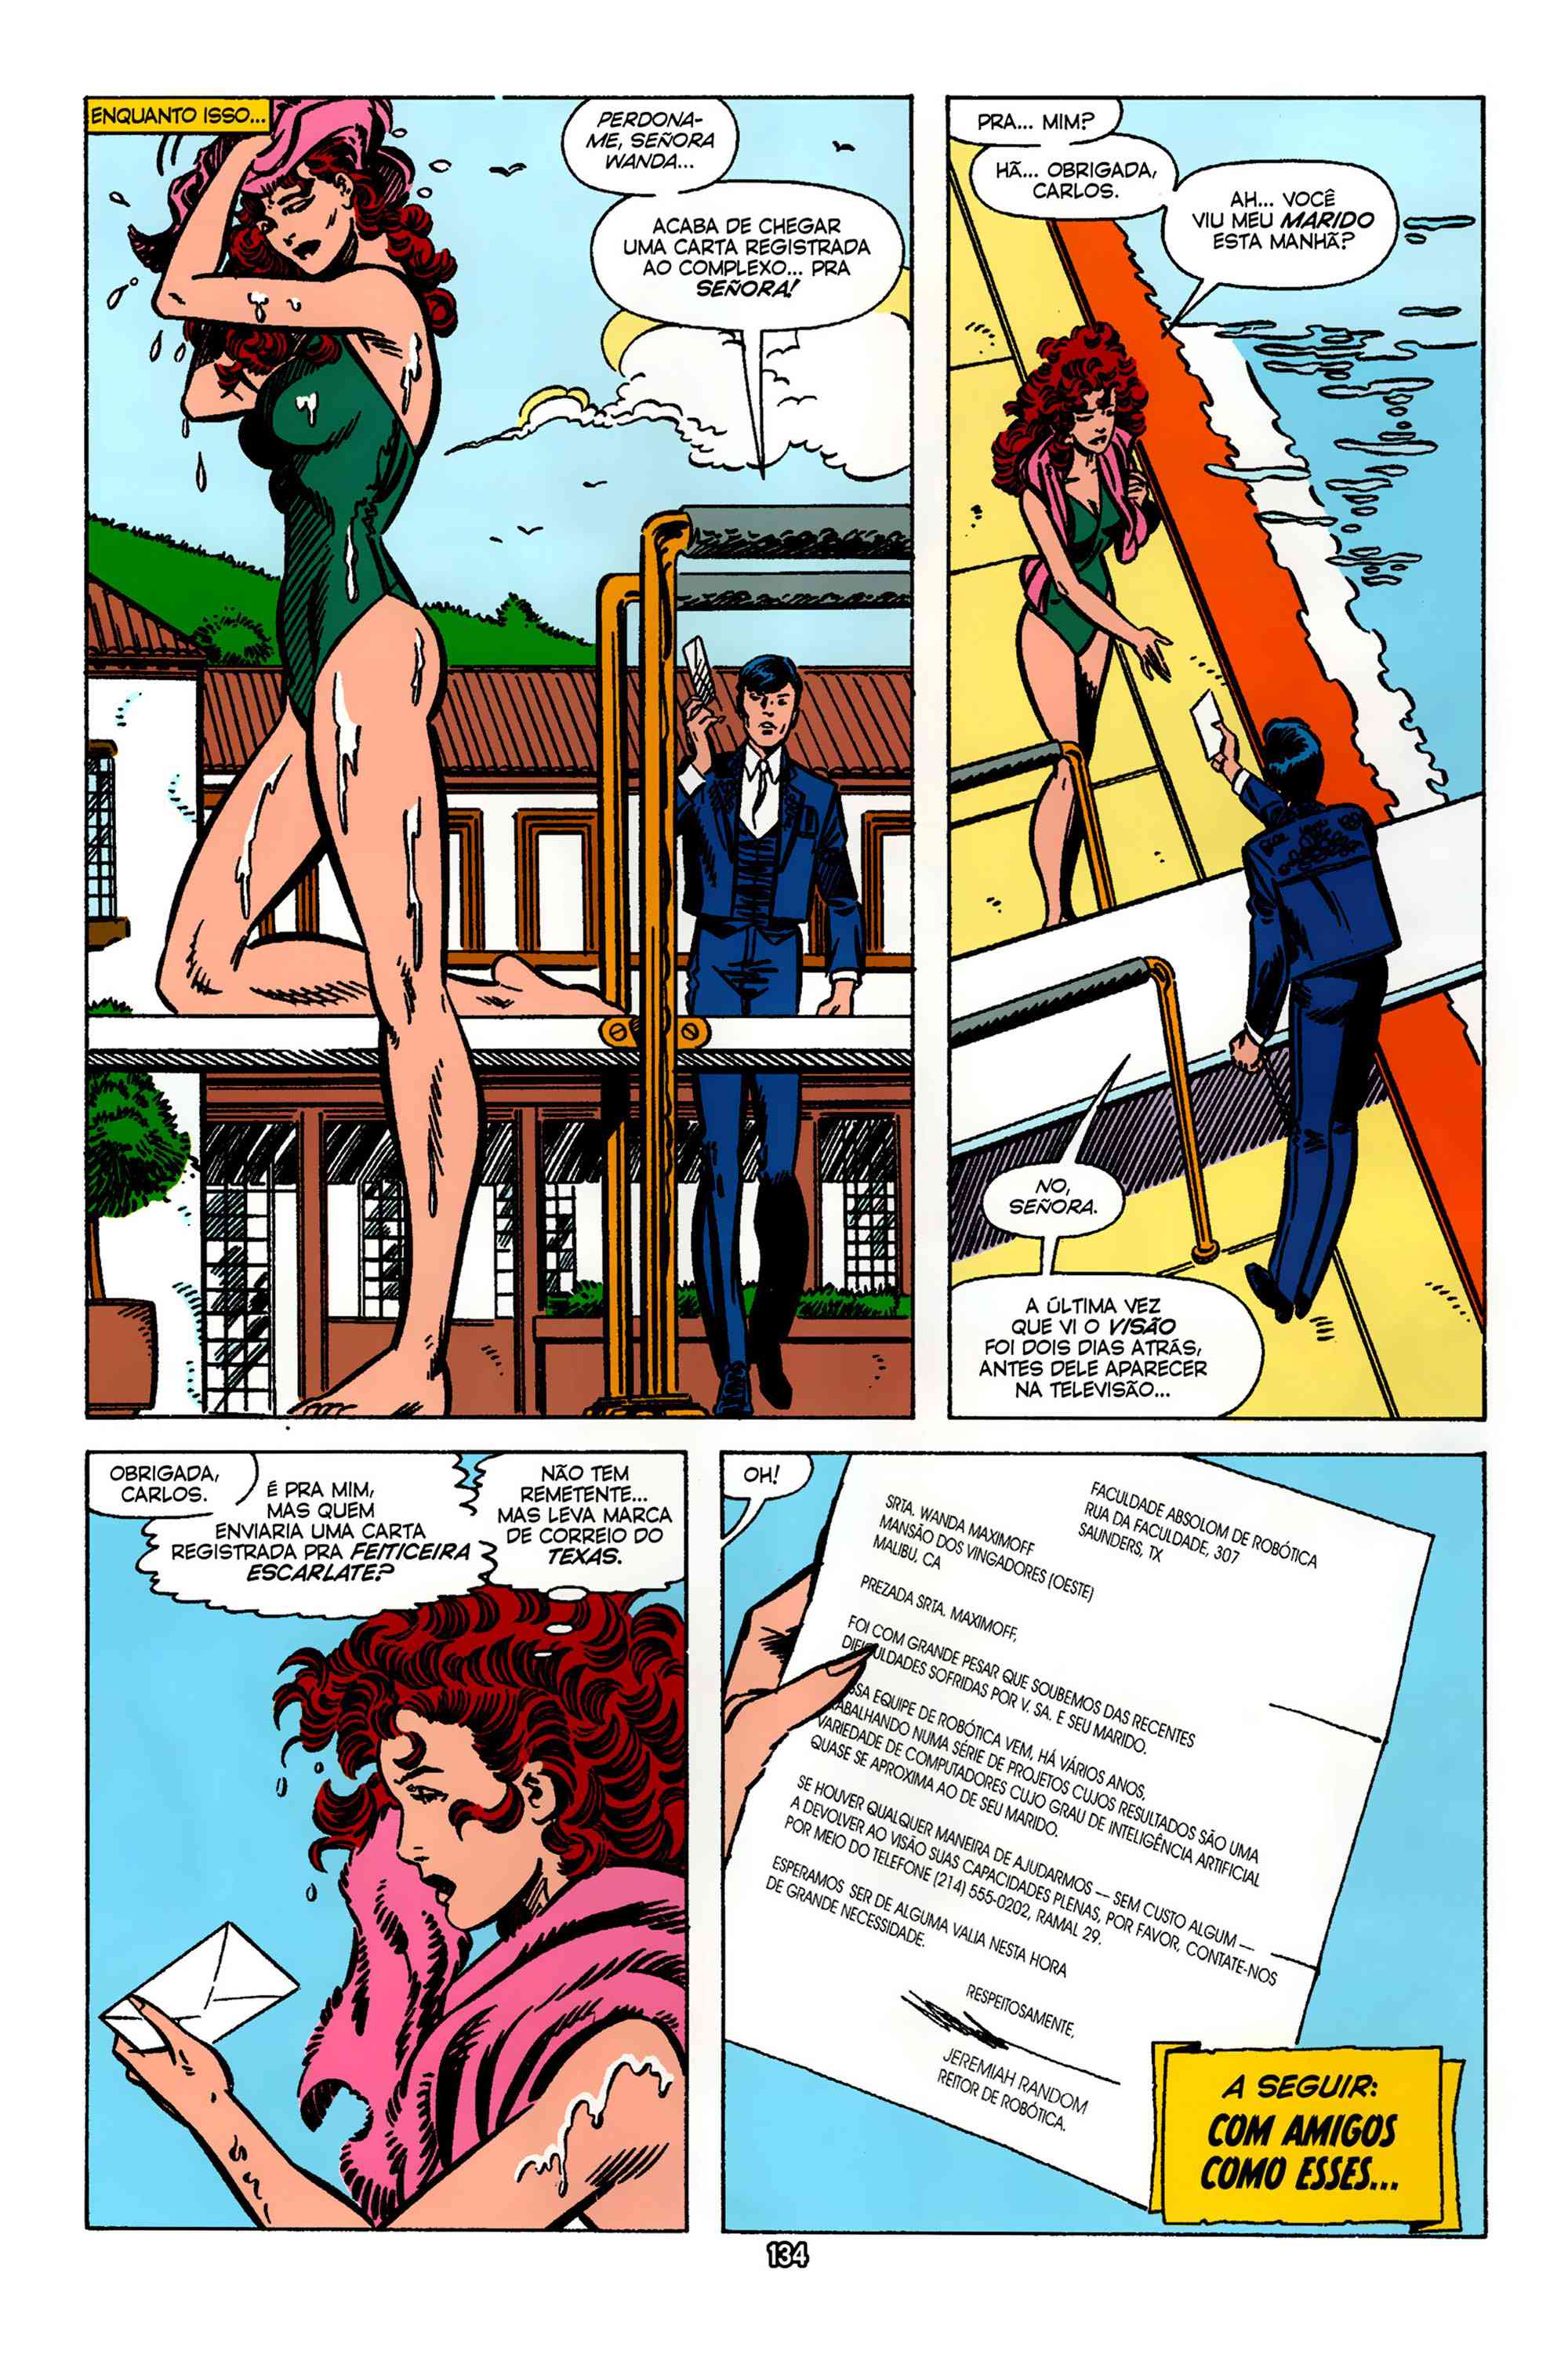 ENQUANTO ISSO...
PERDONA-
ME, SEÑORA
WANDA...
ACABA DE CHEGAR
UMA CARTA REGISTRADA
AO COMPLEXO... PRA
SEÑORA!
PRA... MIM?
HÃ... OBRIGADA,
CARLOS.
AH... VOCÊ
VIU MEU MARIDO
ESTA MANHÃ?
NO,
SEÑORA.
A ÚLTIMA VEZ
QUE VI O VISÃO
FOI DOIS DIAS ATRÁS,
ANTES DELE APARECER
NA TELEVISÃO...
OBRIGADA,
CARLOS.
É PRA MIM,
MAS QUEM
ENVIARIA UMA CARTA
REGISTRADA PRA FEITICEIRA
ESCARLATE?
NÃO TEM
REMETENTE...
MAS LEVA MARCA
DE CORREIO DO
TEXAS.
OH!
FACULDADE ABSOLOM DE ROBÓTICA
RUA DA FACULDADE, 307
SAUNDERS, TX
SRTA. WANDA MAXIMOFF
MANSÃO DOS VINGADORES (OESTE)
MALIBU, CA
PREZADA SRTA. MAXIMOFF,
FOI COM GRANDE PESAR QUE SOUBEMOS DAS RECENTES
DIFICULDADES SOFRIDAS POR V. SA. E SEU MARIDO.
SSA EQUIPE DE ROBÓTICA VEM, HÁ VÁRIOS ANOS,
RABALHANDO NUMA SÉRIE DE PROJETOS CUJOS RESULTADOS SÃO UMA
VARIEDADE DE COMPUTADORES CUJO GRAU DE INTELIGÊNCIA ARTIFICIAL
QUASE SE APROXIMA AO DE SEU MARIDO.
SE HOUVER QUALQUER MANEIRA DE AJUDARMOS — SEM CUSTO ALGUM —
A DEVOLVER AO VISÃO SUAS CAPACIDADES PLENAS, POR FAVOR, CONTATE-NOS
POR MEIO DO TELEFONE (214) 555-0202, RAMAL 29.
ESPERAMOS SER DE ALGUMA VALIA NESTA HORA
DE GRANDE NECESSIDADE.
RESPEITOSAMENTE,
JEREMIAH RANDOM
REITOR DE ROBÓTICA.
A SEGUIR:
COM AMIGOS
COMO ESSES...
134